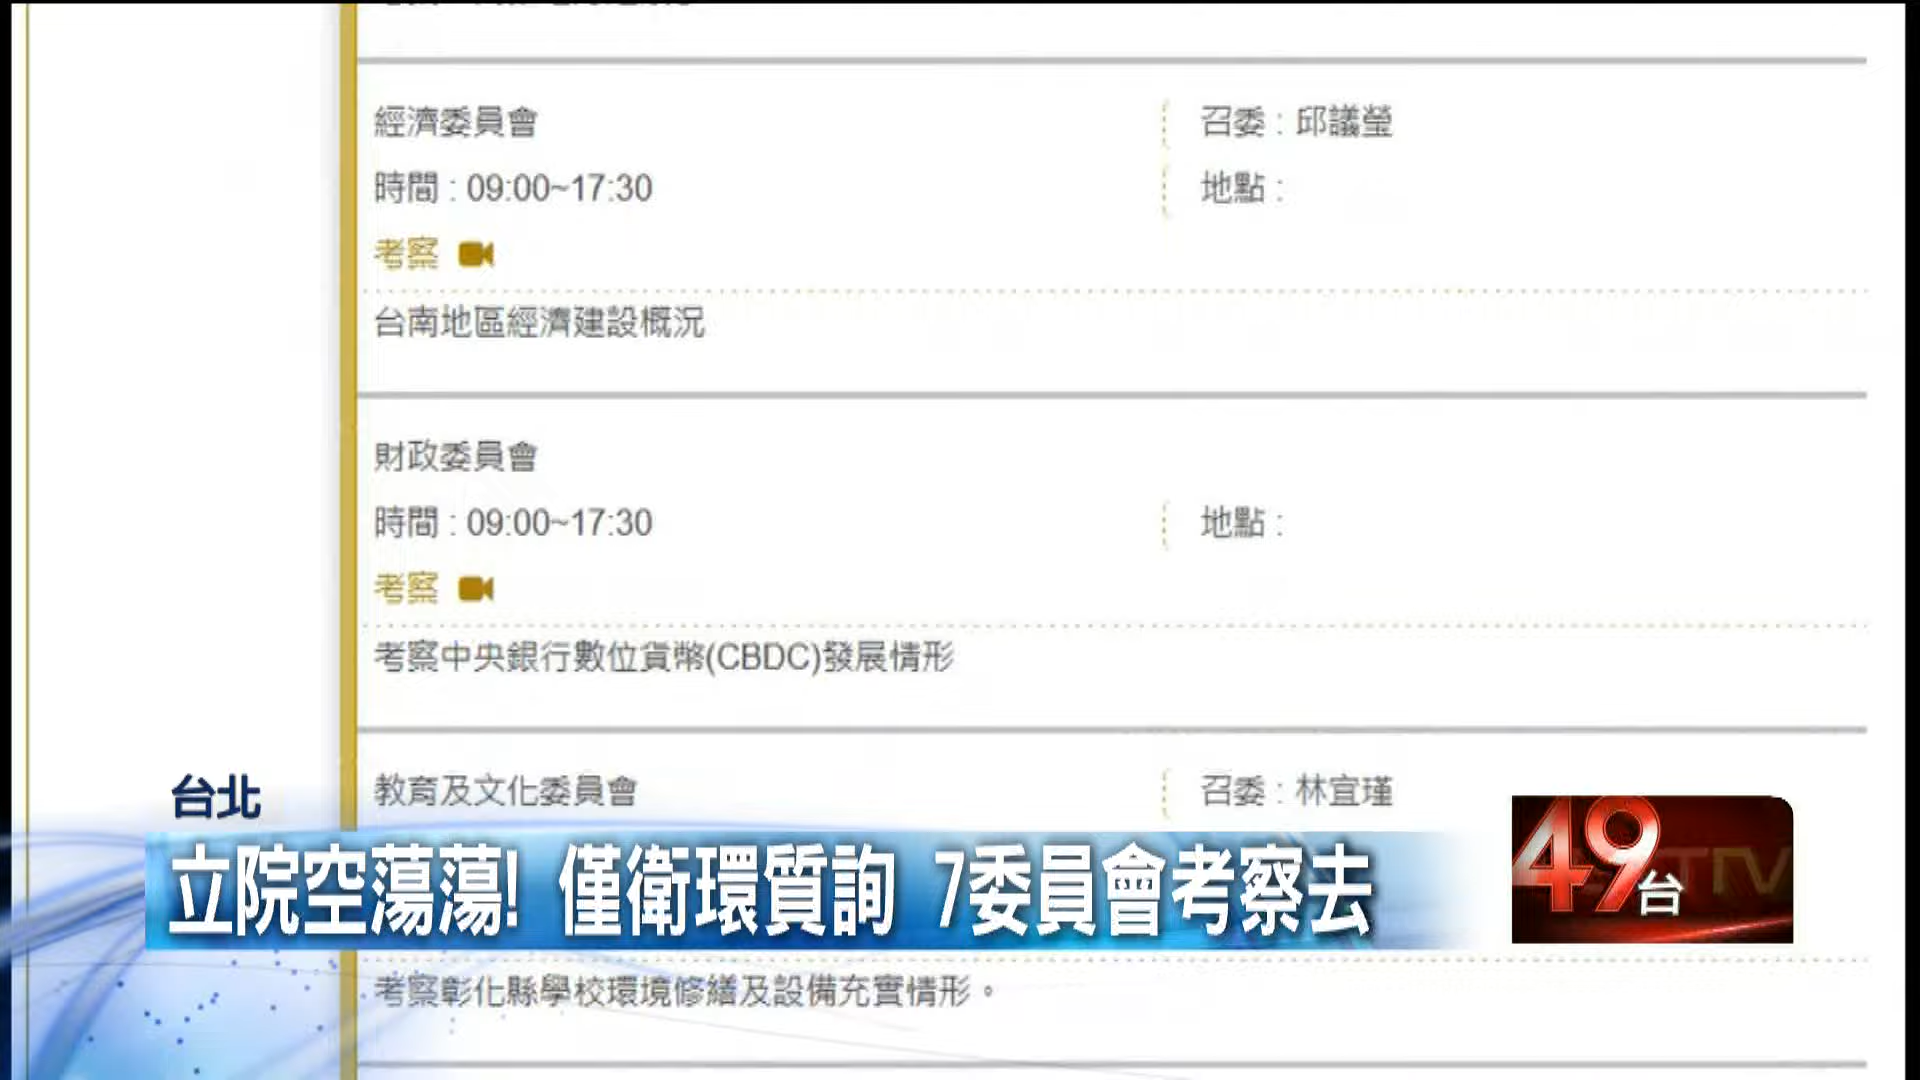 經濟委員會
召委 : 邱議瑩
時間 : 09:00~17:30
地點 :
考察
台南地區經濟建設概況
財政委員會
時間 : 09:00~17:30
地點 :
考察
考察中央銀行數位貨幣(CBDC)發展情形
教育及文化委員會
召委 : 林宜瑾
台北
立院空蕩蕩! 僅衛環質詢 7委員會考察去
49台
考察彰化縣學校環境修繕及設備充實情形。